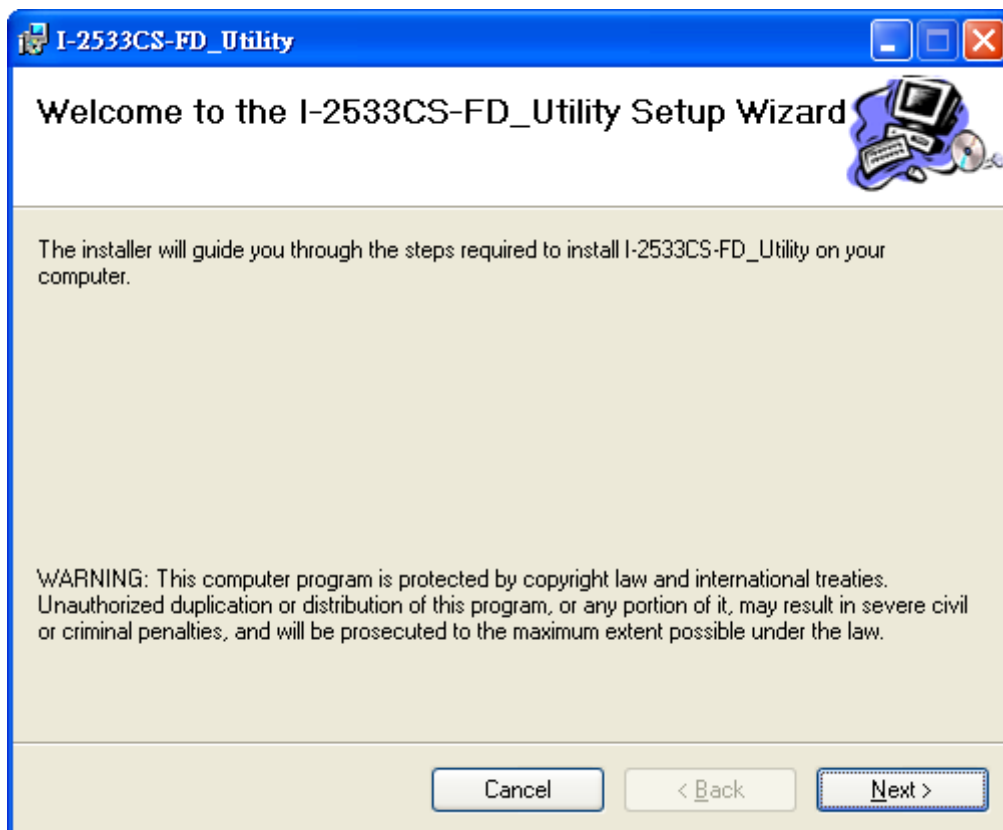 I-2533CS-FD_Utility
Welcome to the I-2533CS-FD_Utility Setup Wizard
The installer will guide you through the steps required to install I-2533CS-FD_Utility on your
computer.
WARNING: This computer program is protected by copyright law and international treaties.
Unauthorized duplication or distribution of this program, or any portion of it, may result in severe civil
or criminal penalties, and will be prosecuted to the maximum extent possible under the law.
Cancel
< Back
Next >